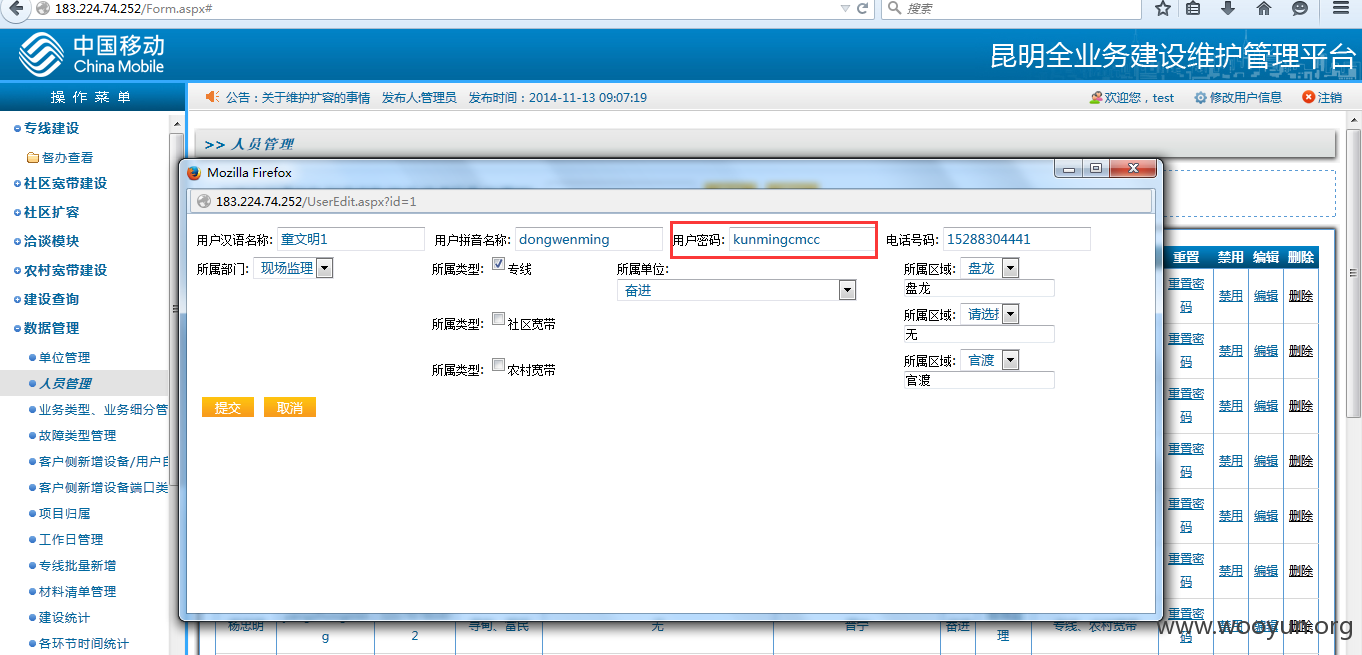 183.224.74.252/Form.aspx#
搜索
中国移动
China Mobile
昆明全业务建设维护管理平台
操 作 菜 单
公告：关于维护扩容的事情 发布人:管理员 发布时间：2014-11-13 09:07:19
欢迎您，test 修改用户信息 注销
专线建设
督办查看
社区宽带建设
社区扩容
洽谈模块
农村宽带建设
建设查询
数据管理
单位管理
人员管理
业务类型、业务细分管
故障类型管理
客户侧新增设备/用户自
客户侧新增设备端口类
项目归属
工作日管理
专线批量新增
材料清单管理
建设统计
各环节时间统计
>> 人员管理
Mozilla Firefox
183.224.74.252/UserEdit.aspx?id=1
用户汉语名称: 童文明1 用户拼音名称: dongwenming 用户密码: kunmingcmcc 电话号码: 15288304441
所属部门: 现场监理 所属类型: 专线 所属单位: 所属区域: 盘龙
奋进 盘龙
所属类型: 社区宽带 所属区域: 请选择
无
所属类型: 农村宽带 所属区域: 官渡
官渡
提交 取消
重置 禁用 编辑 删除
重置密码 禁用 编辑 删除
重置密码 禁用 编辑 删除
重置密码 禁用 编辑 删除
重置密码 禁用 编辑 删除
重置密码 禁用 编辑 删除
重置密码 禁用 编辑 删除
重置密码 禁用 编辑 删除
杨忠明 g 2 寻甸、富民 无 晋宁 奋进 理 专线、农村宽带
www.wooyun.org